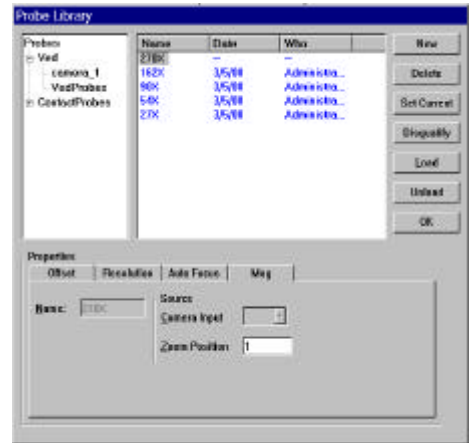 Probe Library
Probes
Ved
camera_1
VedProbes
ContactProbes
Name Date Who
270X -- --
162X 3/5/00 Administra...
90X 3/5/00 Administra...
54X 3/5/00 Administra...
27X 3/5/00 Administra...
New
Delete
Set Current
Disqualify
Load
Unload
OK
Properties
Offset Resolution Auto Focus Mag
Name: 270X
Source
Camera Input
Zoom Position 1